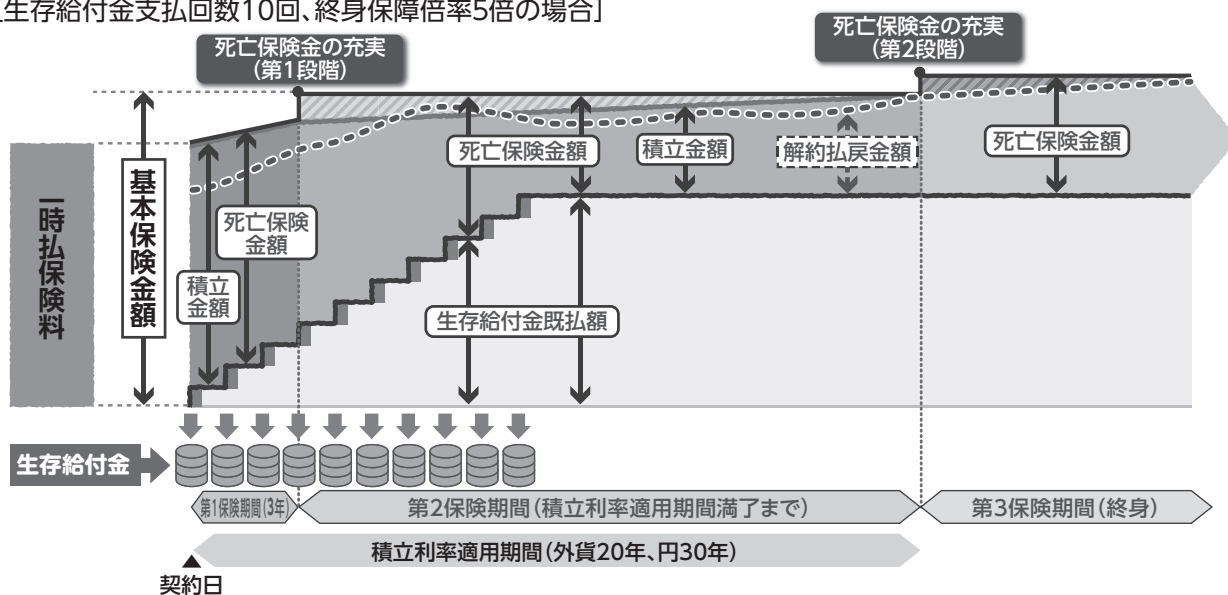 [生存給付金支払回数10回、終身保障倍率5倍の場合]
死亡保険金の充実
(第1段階)
死亡保険金の充実
(第2段階)
一時払保険料
基本保険金額
積立
金額
死亡保険
金額
死亡保険金額
積立金額
解約払戻金額
死亡保険金額
生存給付金既払額
生存給付金
第1保険期間(3年)
第2保険期間(積立利率適用期間満了まで)
第3保険期間(終身)
積立利率適用期間(外貨20年、円30年)
契約日